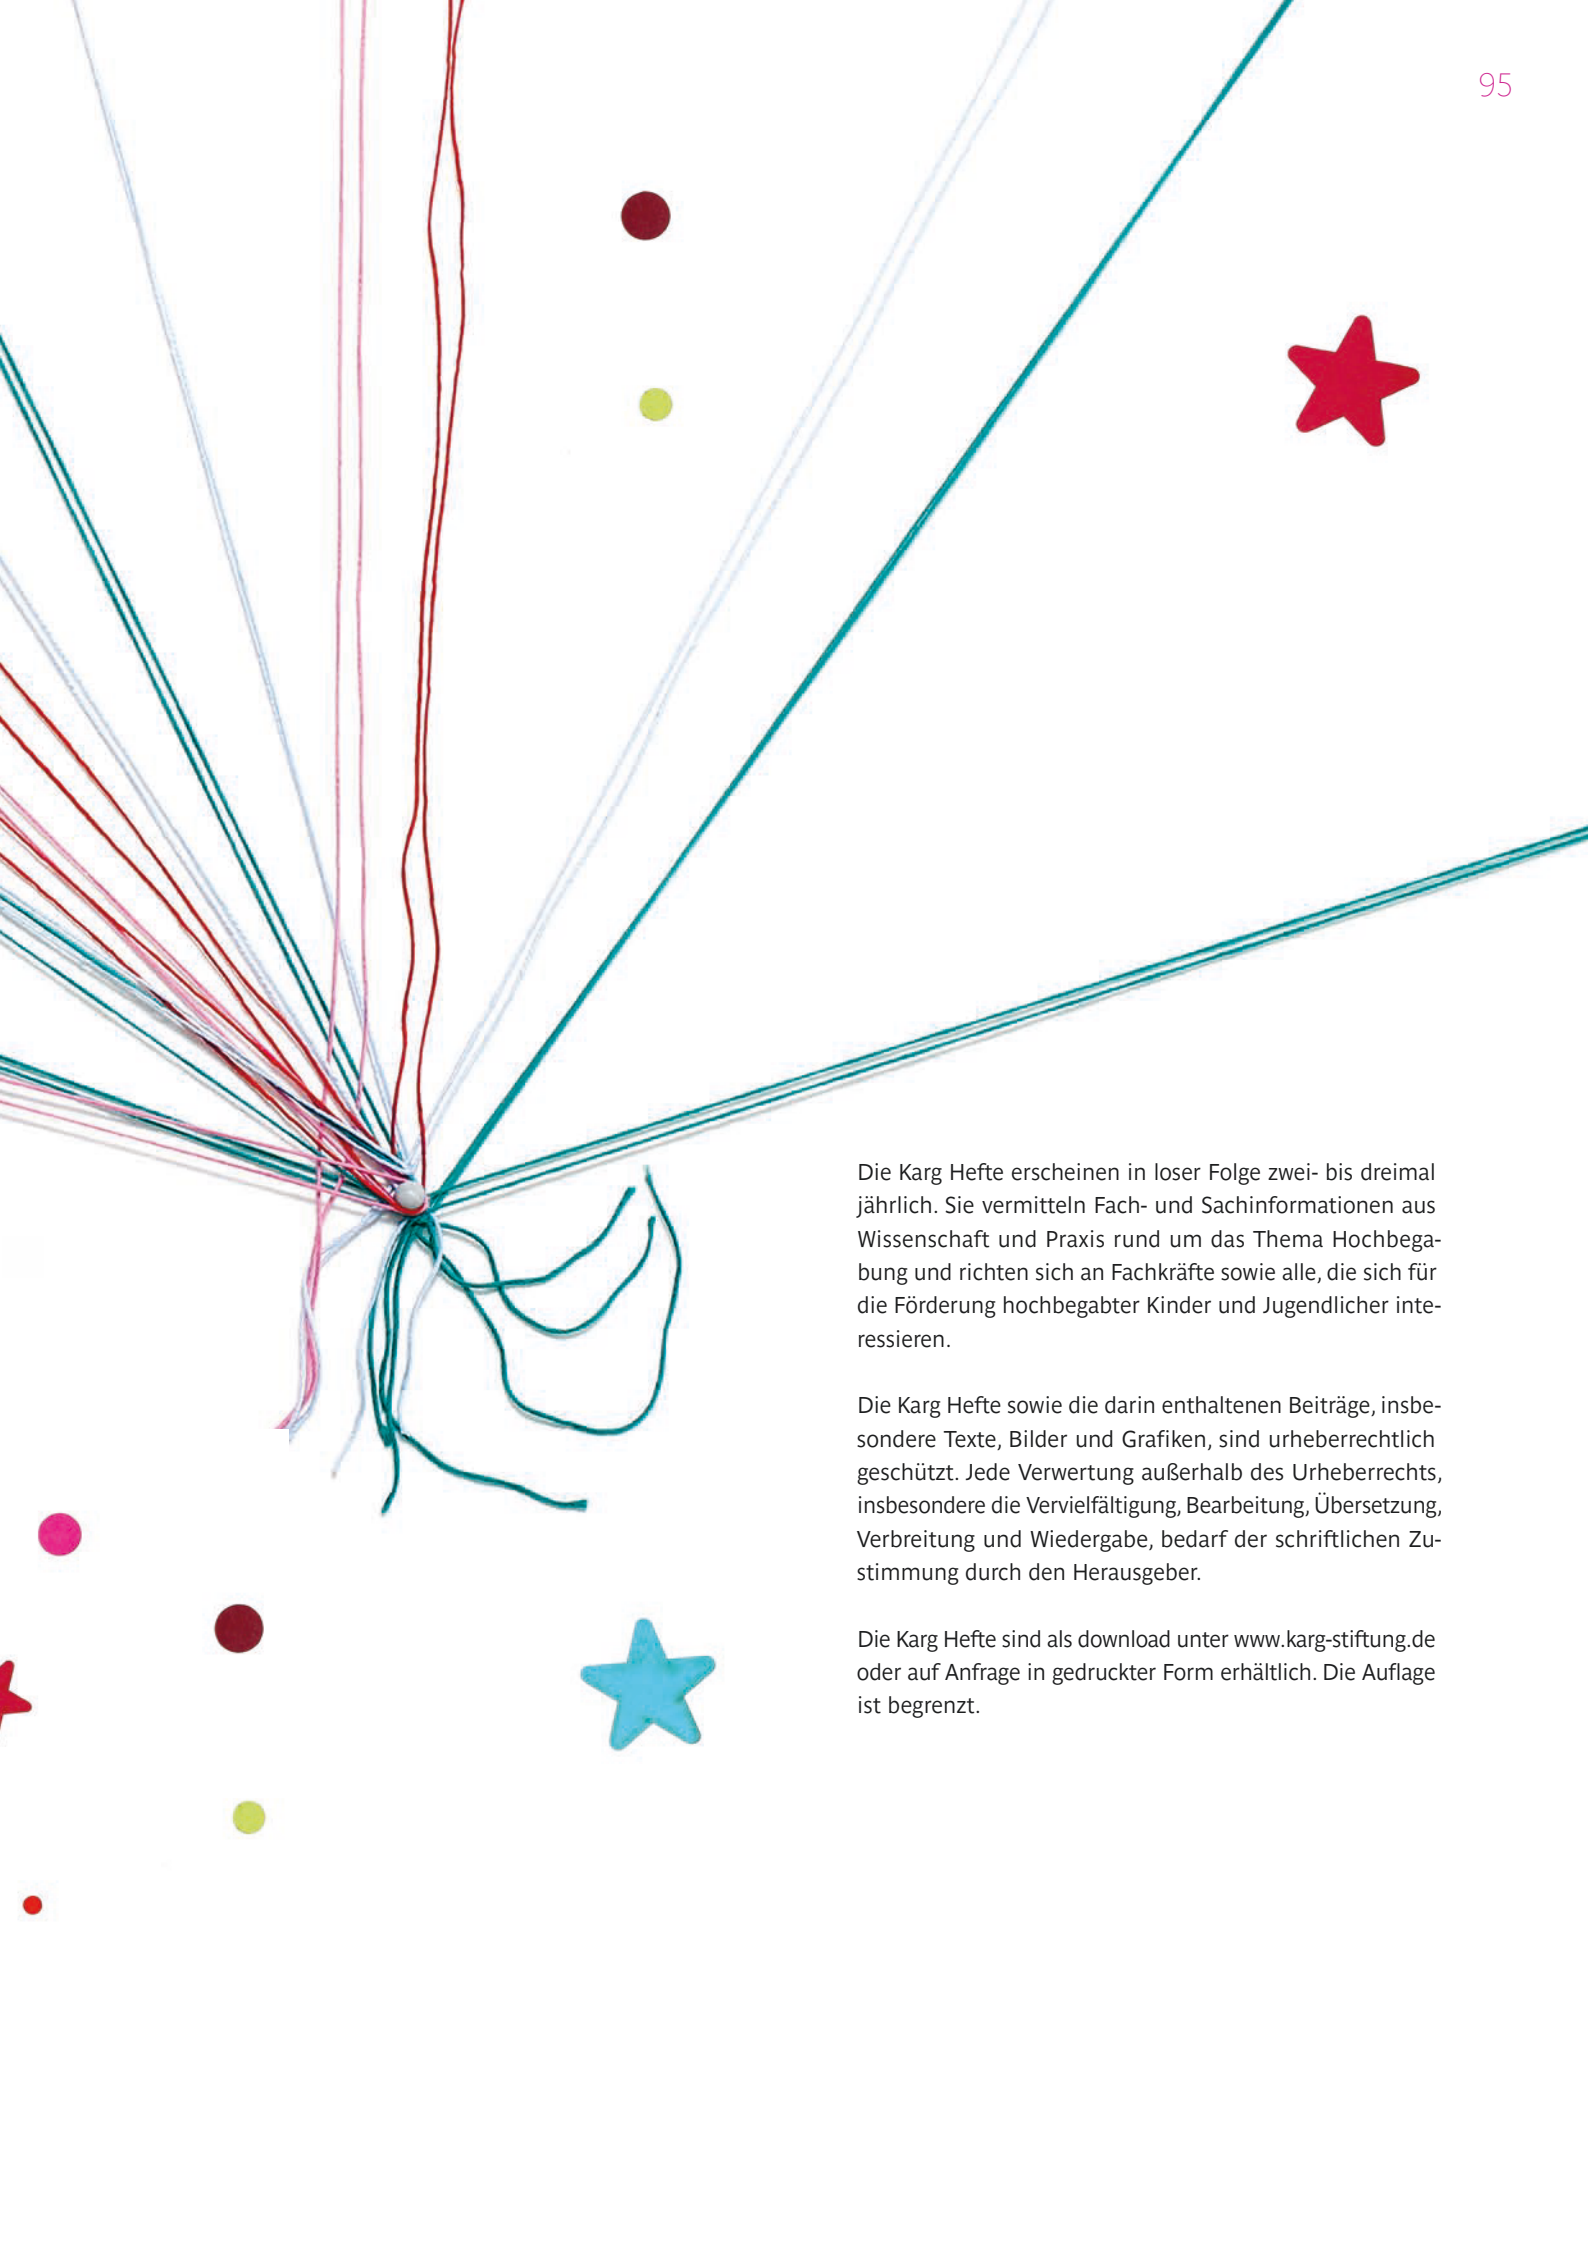 95
Die Karg Hefte erscheinen in loser Folge zwei- bis dreimal
jährlich. Sie vermitteln Fach- und Sachinformationen aus
Wissenschaft und Praxis rund um das Thema Hochbega-
bung und richten sich an Fachkräfte sowie alle, die sich für
die Förderung hochbegabter Kinder und Jugendlicher inte-
ressieren.
Die Karg Hefte sowie die darin enthaltenen Beiträge, insbe-
sondere Texte, Bilder und Grafiken, sind urheberrechtlich
geschützt. Jede Verwertung außerhalb des Urheberrechts,
insbesondere die Vervielfältigung, Bearbeitung, Übersetzung,
Verbreitung und Wiedergabe, bedarf der schriftlichen Zu-
stimmung durch den Herausgeber.
Die Karg Hefte sind als download unter www.karg-stiftung.de
oder auf Anfrage in gedruckter Form erhältlich. Die Auflage
ist begrenzt.